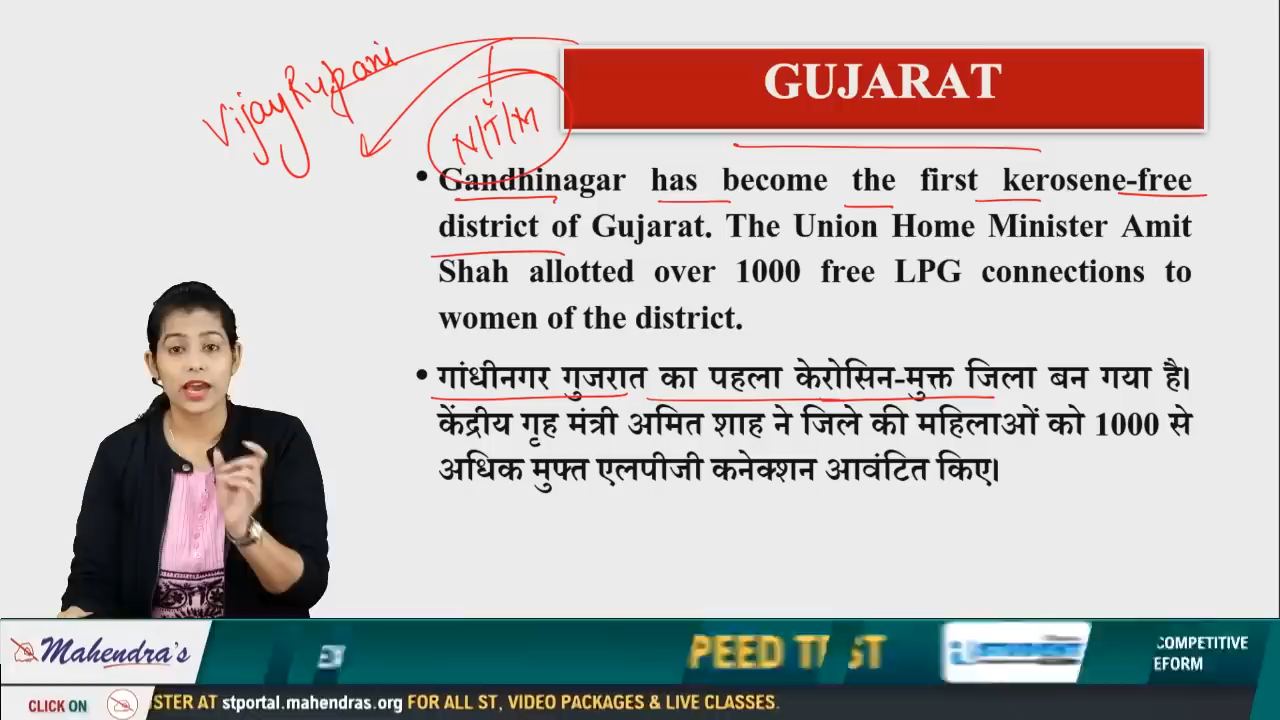 GUJARAT
Vijay Rupani
N/T/M
• Gandhinagar has become the first kerosene-free
district of Gujarat. The Union Home Minister Amit
Shah allotted over 1000 free LPG connections to
women of the district.
• गांधीनगर गुजरात का पहला केरोसिन-मुक्त जिला बन गया है।
केंद्रीय गृह मंत्री अमित शाह ने जिले की महिलाओं को 1000 से
अधिक मुफ्त एलपीजी कनेक्शन आवंटित किए।
Mahendra's
PEED TEST
COMPETITIVE
EFORM
CLICK ON
ISTER AT stportal.mahendras.org FOR ALL ST, VIDEO PACKAGES & LIVE CLASSES.